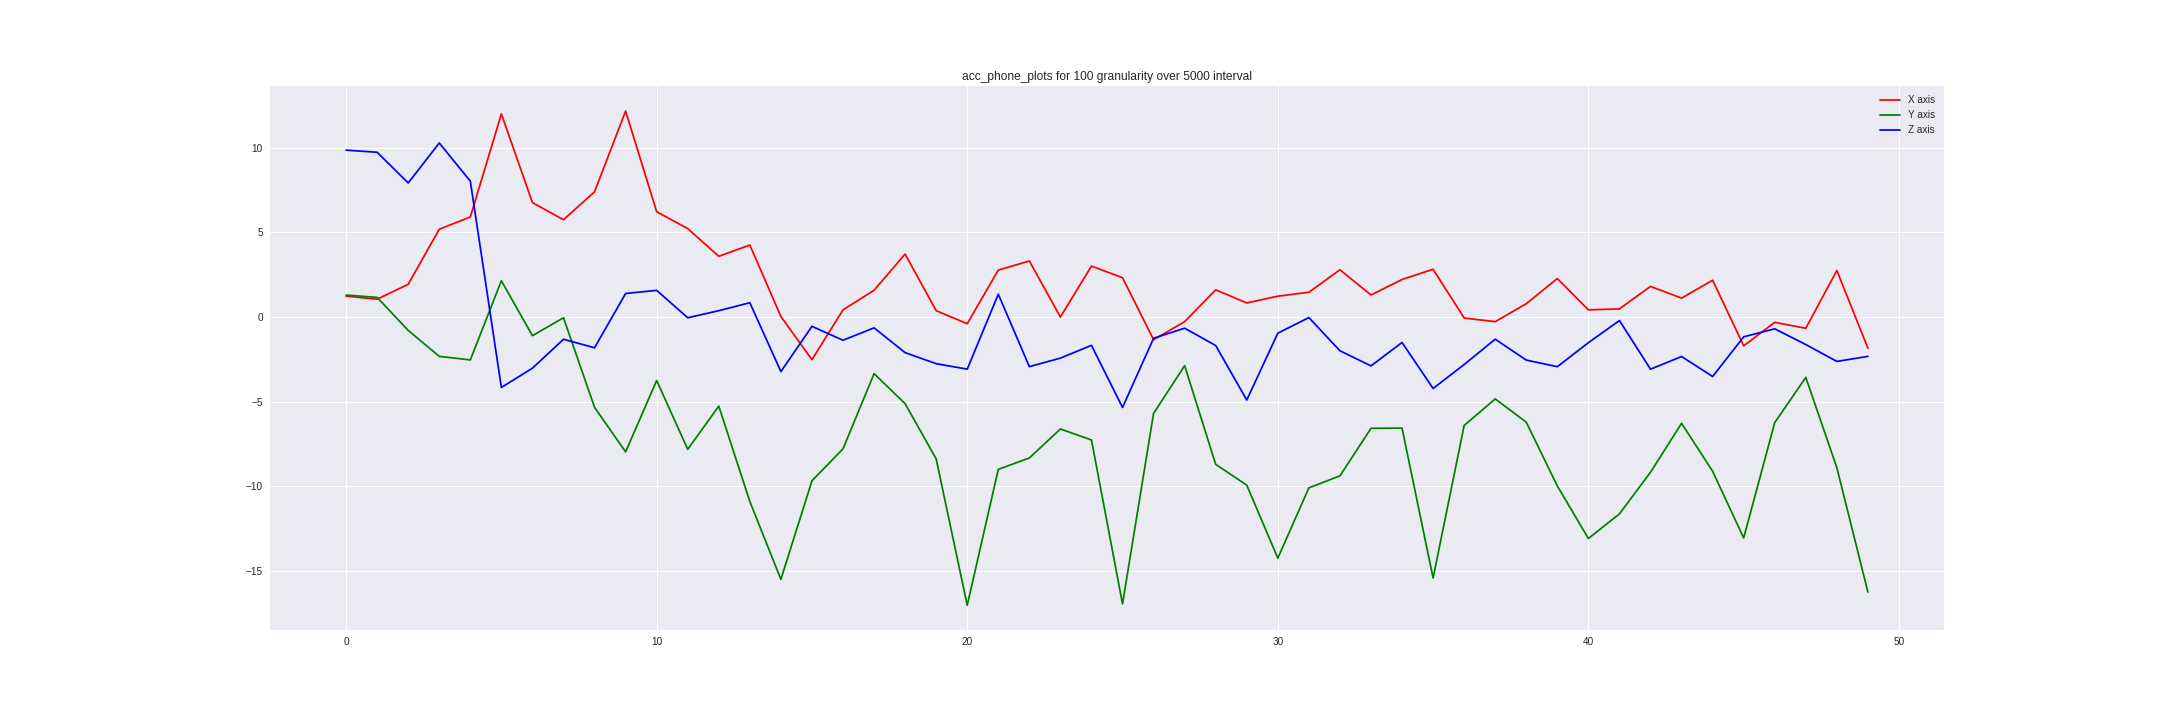 acc_phone_plots for 100 granularity over 5000 interval
X axis
Y axis
Z axis
10
5
0
−5
−10
−15
0 10 20 30 40 50